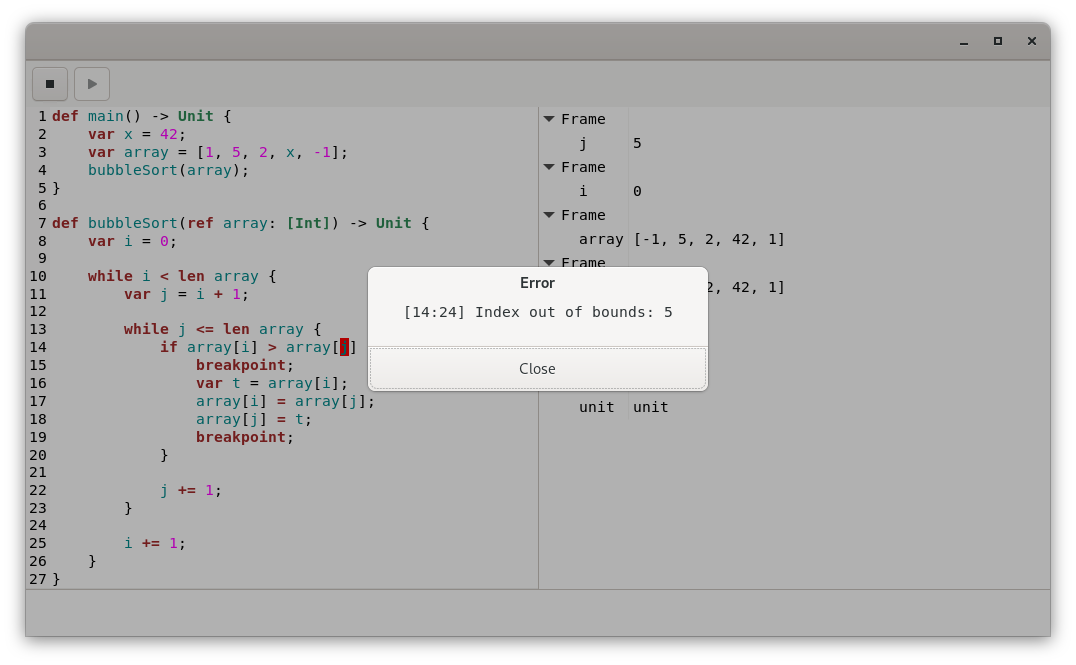 1 def main() -> Unit {
2     var x = 42;
3     var array = [1, 5, 2, x, -1];
4     bubbleSort(array);
5 }
6
7 def bubbleSort(ref array: [Int]) -> Unit {
8     var i = 0;
9
10     while i < len array {
11         var j = i + 1;
12
13         while j <= len array {
14             if array[i] > array[j]
15                 breakpoint;
16                 var t = array[i];
17                 array[i] = array[j];
18                 array[j] = t;
19                 breakpoint;
20             }
21
22             j += 1;
23         }
24
25         i += 1;
26     }
27 }
Frame
j 5
Frame
i 0
Frame
array [-1, 5, 2, 42, 1]
Frame
2, 42, 1]
unit unit
Error
[14:24] Index out of bounds: 5
Close